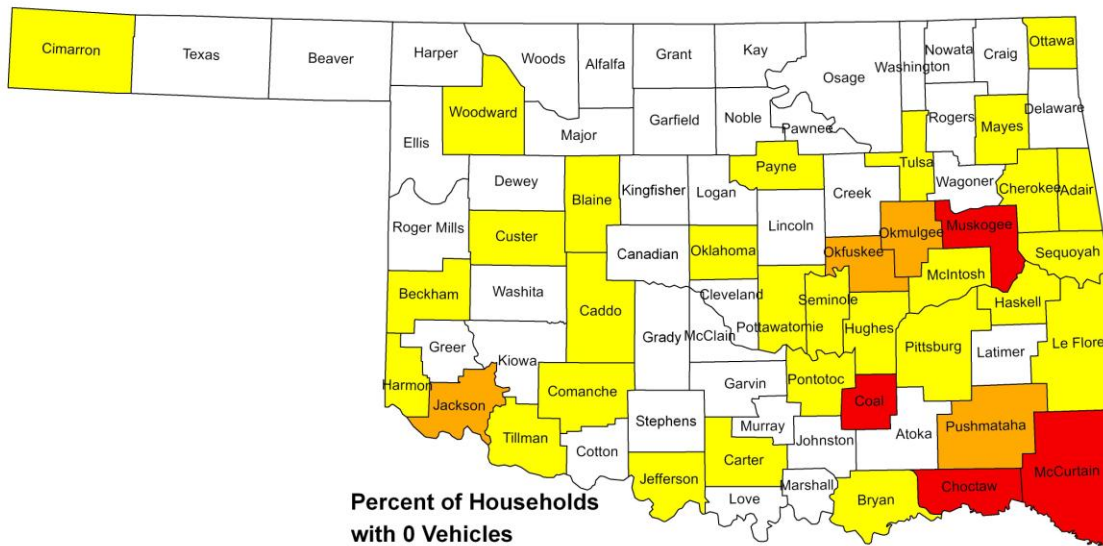 Cimarron
Texas
Beaver
Harper
Woods
Alfalfa
Grant
Kay
Osage
Washington
Nowata
Craig
Ottawa
Woodward
Ellis
Major
Garfield
Noble
Pawnee
Rogers
Mayes
Delaware
Dewey
Blaine
Kingfisher
Logan
Payne
Creek
Tulsa
Wagoner
Cherokee
Adair
Roger Mills
Custer
Canadian
Oklahoma
Lincoln
Okfuskee
Okmulgee
Muskogee
Sequoyah
Beckham
Washita
Caddo
Grady
Cleveland
McClain
Pottawatomie
Seminole
Hughes
McIntosh
Haskell
Pittsburg
Latimer
Le Flore
Harmon
Greer
Kiowa
Jackson
Comanche
Tillman
Cotton
Stephens
Garvin
Murray
Pontotoc
Coal
Johnston
Atoka
Pushmataha
McCurtain
Jefferson
Carter
Love
Marshall
Bryan
Choctaw
Percent of Households
with 0 Vehicles